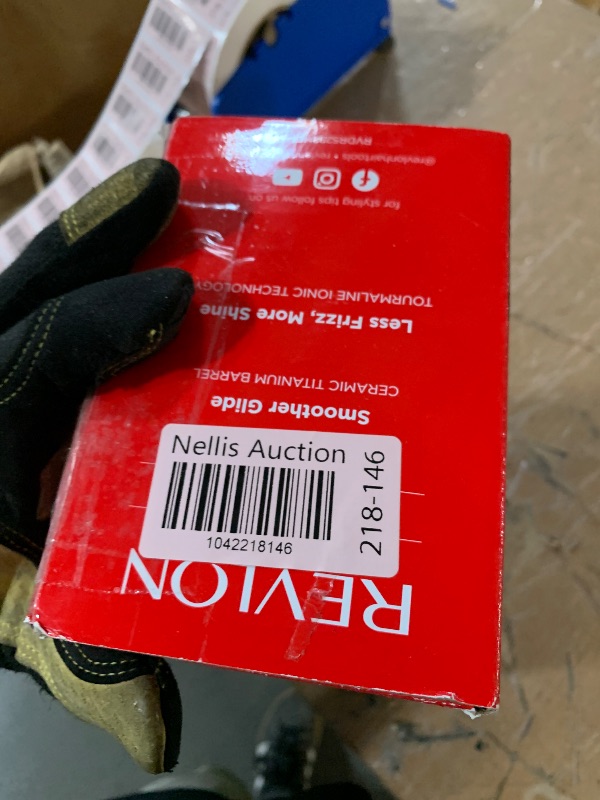 Nellis Auction
1042218146
218-146
REVLON
Smoother Glide
CERAMIC TITANIUM BARREL
Less Frizz, More Shine
TOURMALINE IONIC TECHNOLOGY
for styling tips follow us on